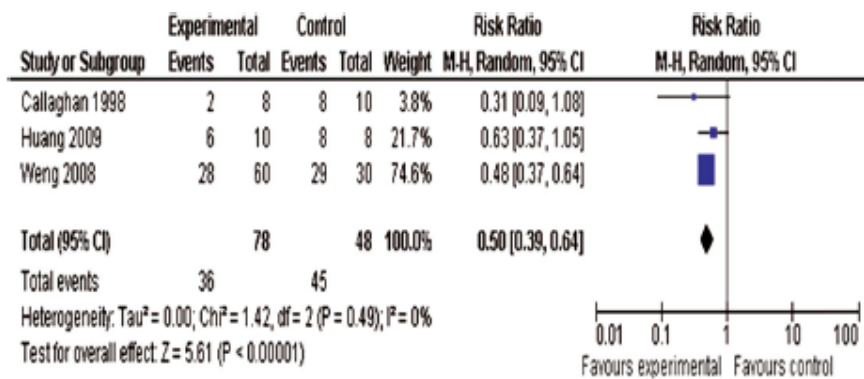 Experimental Control Risk Ratio Risk Ratio
Study or Subgroup Events Total Events Total Weight M-H, Random, 95% CI M-H, Random, 95% CI
Callaghan 1998 2 8 8 10 3.8% 0.31 [0.09, 1.08]
Huang 2009 6 10 8 8 21.7% 0.63 [0.37, 1.05]
Weng 2008 28 60 29 30 74.6% 0.48 [0.37, 0.64]
Total (95% CI) 78 48 100.0% 0.50 [0.39, 0.64]
Total events 36 45
Heterogeneity: Tau² = 0.00; Chi² = 1.42, df = 2 (P = 0.49); I² = 0%
Test for overall effect: Z = 5.61 (P < 0.00001)
0.01 0.1 1 10 100
Favours experimental Favours control